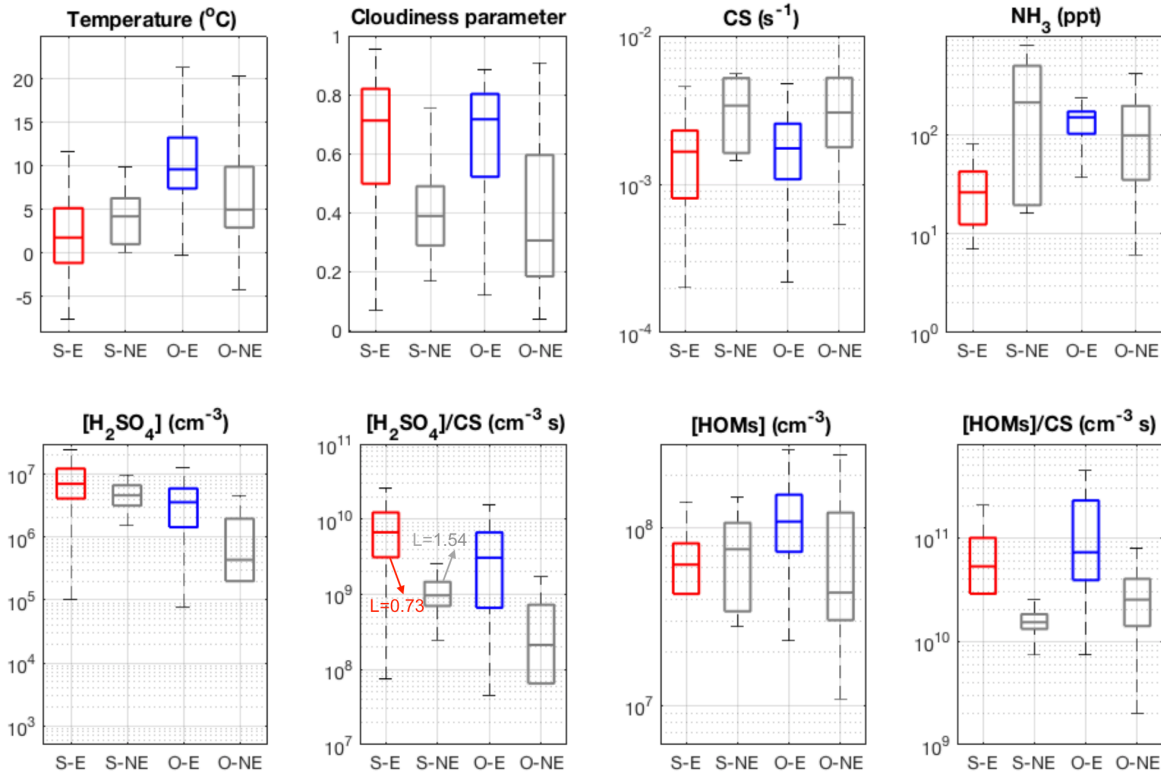 Temperature (°C)
20
15
10
5
0
-5
S-E S-NE O-E O-NE
Cloudiness parameter
1
0.8
0.6
0.4
0.2
0
S-E S-NE O-E O-NE
CS (s⁻¹)
10⁻²
10⁻³
10⁻⁴
S-E S-NE O-E O-NE
NH₃ (ppt)
10²
10¹
10⁰
S-E S-NE O-E O-NE
[H₂SO₄] (cm⁻³)
10⁷
10⁶
10⁵
10⁴
10³
S-E S-NE O-E O-NE
[H₂SO₄]/CS (cm⁻³ s)
10¹¹
10¹⁰
L=1.54
10⁹
L=0.73
10⁸
10⁷
S-E S-NE O-E O-NE
[HOMs] (cm⁻³)
10⁸
10⁷
S-E S-NE O-E O-NE
[HOMs]/CS (cm⁻³ s)
10¹¹
10¹⁰
10⁹
S-E S-NE O-E O-NE